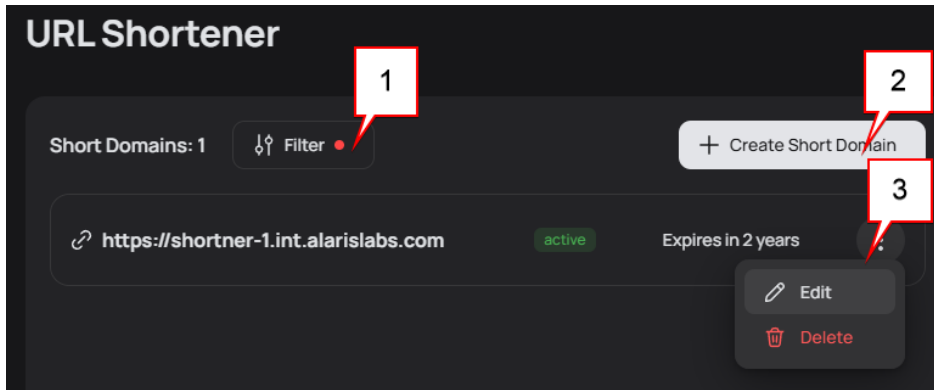 URL Shortener
1
2
Short Domains: 1
Filter
+ Create Short Domain
3
https://shortner-1.int.alarislabs.com
active
Expires in 2 years
Edit
Delete